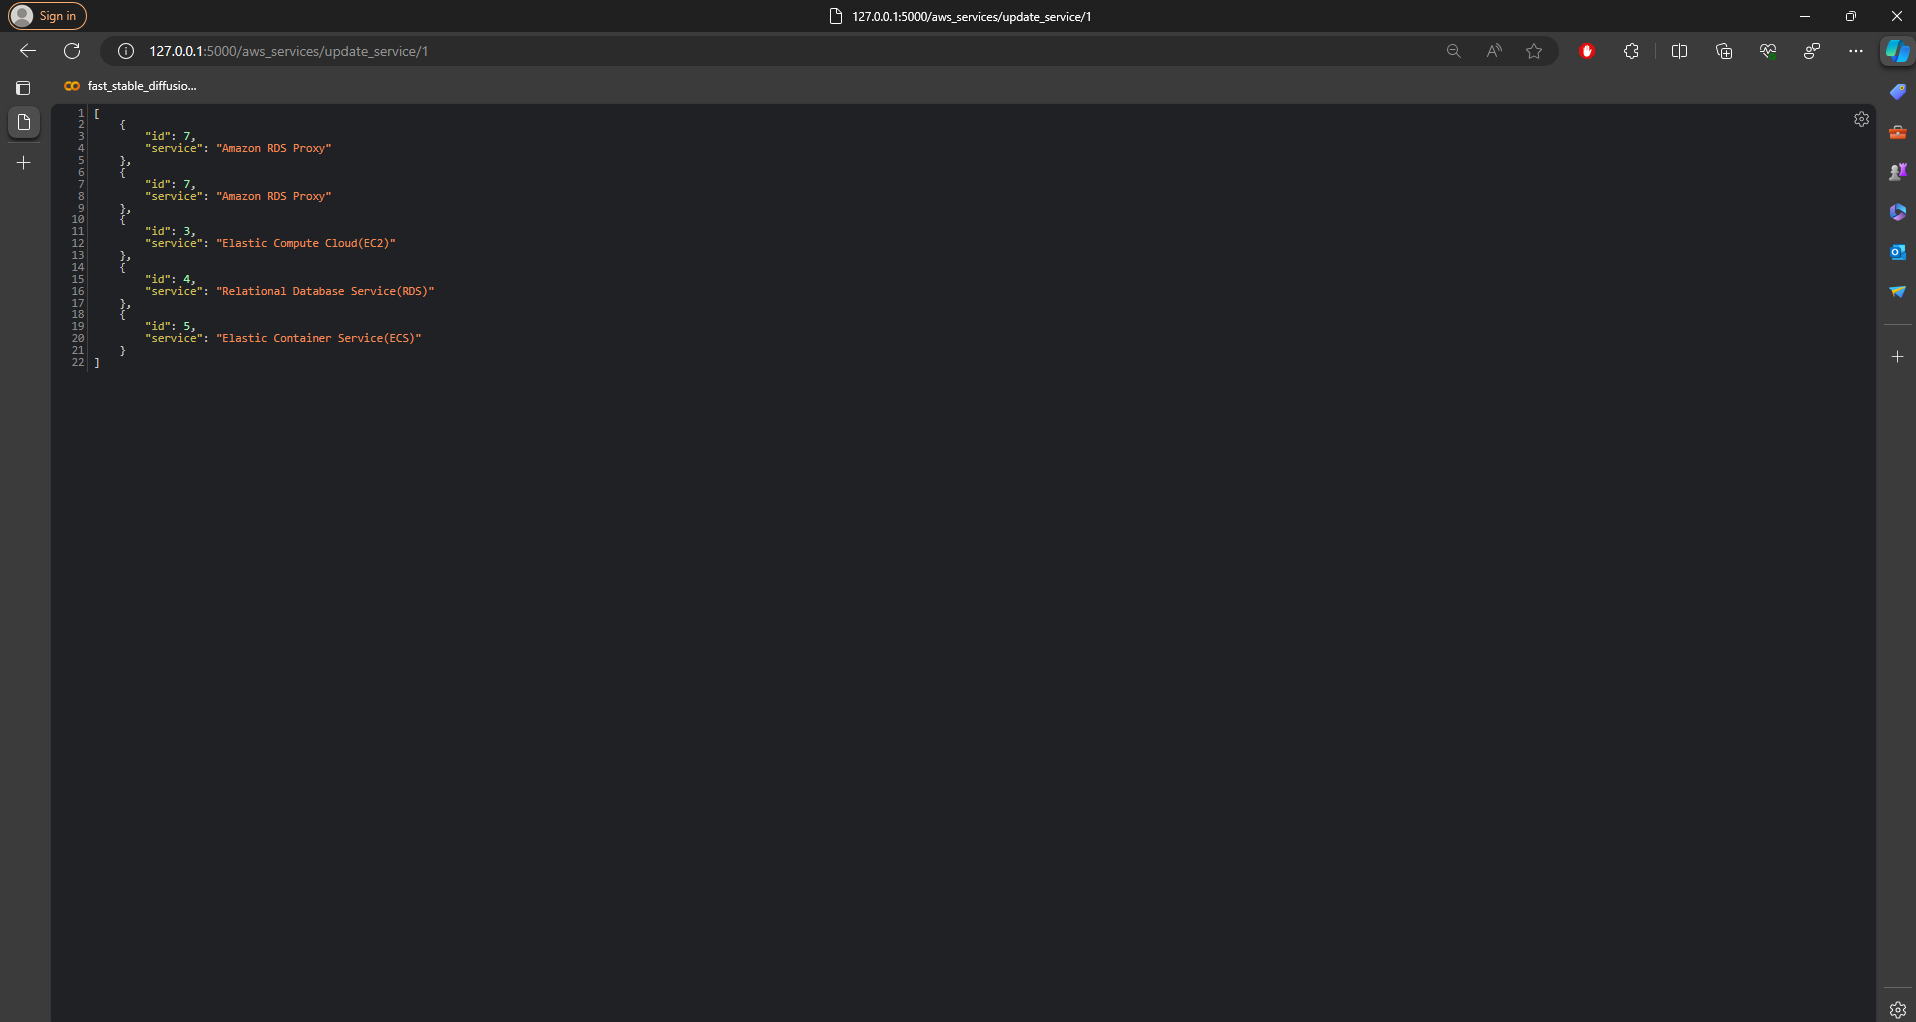 Sign in
127.0.0.1:5000/aws_services/update_service/1
127.0.0.1:5000/aws_services/update_service/1
fast_stable_diffusio...
1 [
2 {
3 "id": 7,
4 "service": "Amazon RDS Proxy"
5 },
6 {
7 "id": 7,
8 "service": "Amazon RDS Proxy"
9 },
10 {
11 "id": 3,
12 "service": "Elastic Compute Cloud(EC2)"
13 },
14 {
15 "id": 4,
16 "service": "Relational Database Service(RDS)"
17 },
18 {
19 "id": 5,
20 "service": "Elastic Container Service(ECS)"
21 }
22 ]